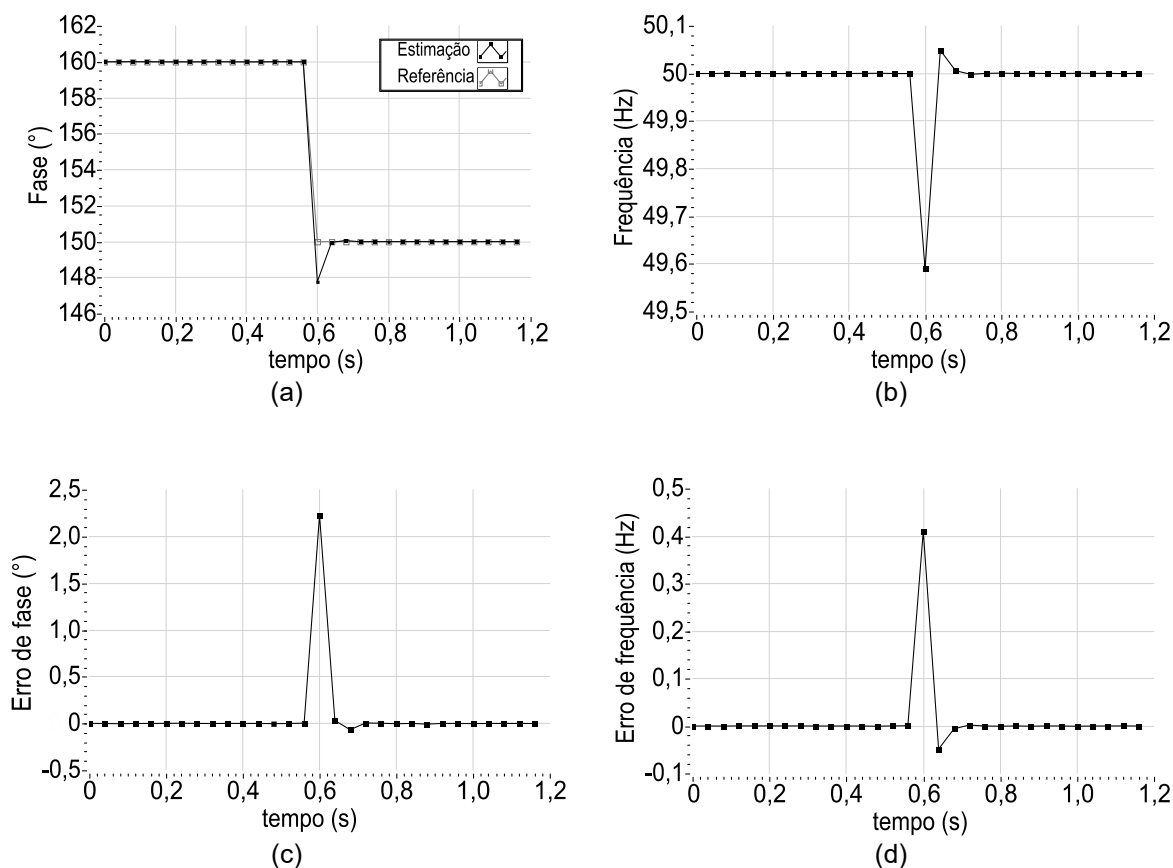 162
160
158
156
154
152
150
148
146
Fase (°)
Estimação
Referência
0 0,2 0,4 0,6 0,8 1,0 1,2
tempo (s)
(a)
50,1
50
49,9
49,8
49,7
49,6
49,5
Frequência (Hz)
0 0,2 0,4 0,6 0,8 1,0 1,2
tempo (s)
(b)
2,5
2,0
1,5
1,0
0,5
0
-0,5
Erro de fase (°)
0 0,2 0,4 0,6 0,8 1,0 1,2
tempo (s)
(c)
0,5
0,4
0,3
0,2
0,1
0
-0,1
Erro de frequência (Hz)
0 0,2 0,4 0,6 0,8 1,0 1,2
tempo (s)
(d)